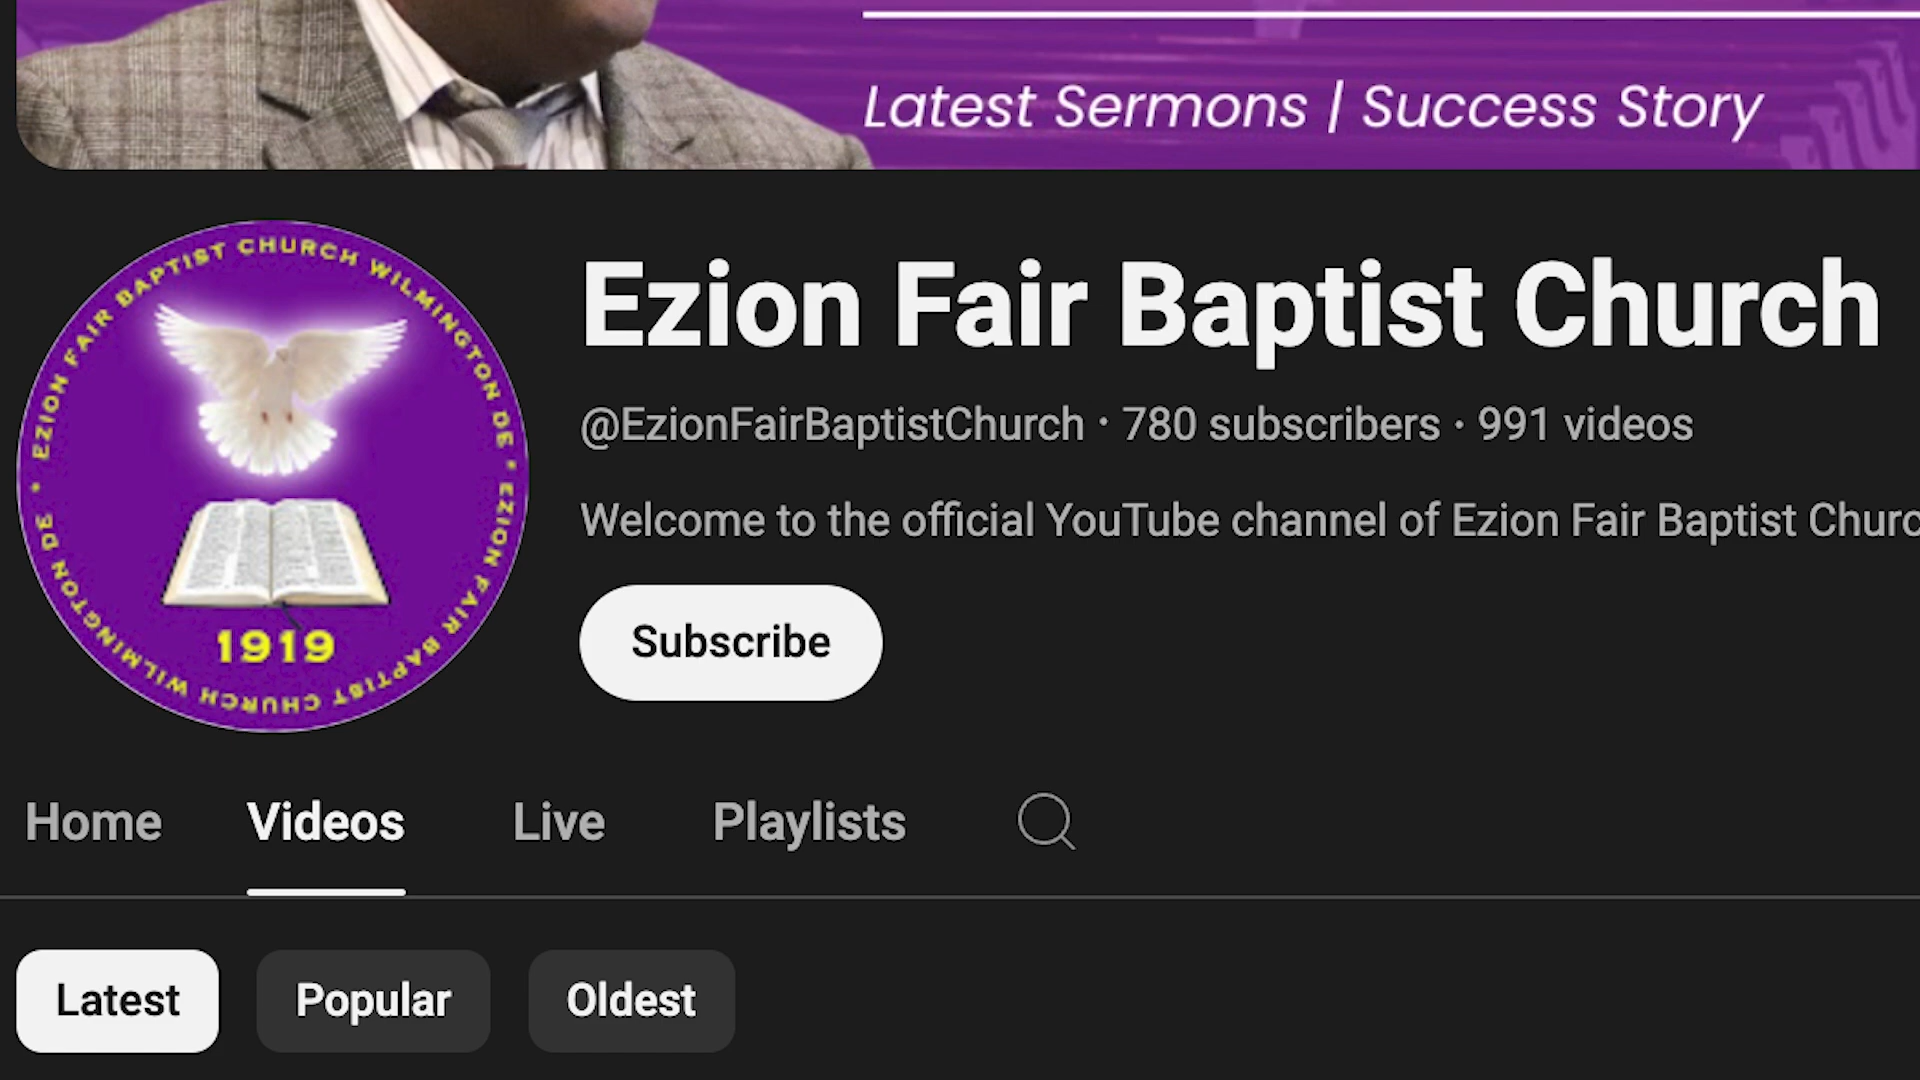 Latest Sermons | Success Story
EZION FAIR BAPTIST CHURCH WILMINGTON DE • EZION FAIR BAPTIST CHURCH WILMINGTON DE •
1919
Ezion Fair Baptist Church
@EzionFairBaptistChurch · 780 subscribers · 991 videos
Welcome to the official YouTube channel of Ezion Fair Baptist Churc
Subscribe
Home Videos Live Playlists
Latest Popular Oldest